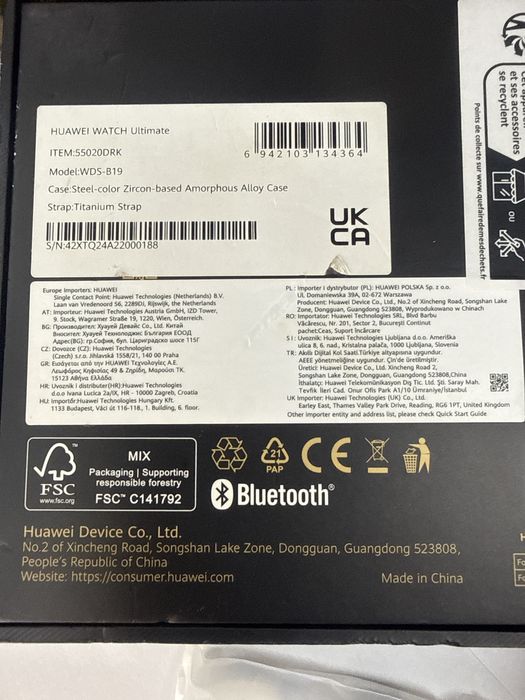 HUAWEI WATCH Ultimate
ITEM:55020DRK
Model:WDS-B19
Case:Steel-color Zircon-based Amorphous Alloy Case
Strap:Titanium Strap
6 942103 134364
S/N:42XTQ24A22000188
UK
CA
et ses accessoires
se recyclent
OU
Points de collecte sur www.quefairedemesdechets.fr
Europe Importers: HUAWEI
Single Contact Point: Huawei Technologies (Netherlands) B.V.
Laan van Vredenoord 56, 2289DJ, Rijswijk, the Netherlands
AT: Importeur: Huawei Technologies Austria GmbH, IZD Tower,
9. Stock, Wagramer Straße 19, 1220, Wien, Österreich.
BG: Производител: Хуауей Девайс Ко., Лтд. Китай
Вносител: Хуауей Технолоджис България ЕООД
Адрес(BG): гр.София, бул. Цариградско шосе 115Г
CZ: Dovozce (CZ): Huawei Technologies
(Czech) s.r.o. Jihlavská 1558/21, 140 00 Praha
GR: Εισάγεται από την HUAWEI Τεχνολογίες Α.Ε.
Λεωφόρος Κηφισίας 49 & Ζηρίδη, Μαρούσι ΤΚ.
15123 Αθήνα Ελλάδα
HR: Uvoznik I distributer(HR):Huawei Technologies
d.o.o Ivana Lucica 2a/IX, HR - 10000 Zagreb, Croatia
HU: Importőr:Huawei Technologies Hungary Kft.
1133 Budapest, Váci út 116-118, 1. Building, 6. floor.
PL: Importer i dystrybutor (PL): HUAWEI POLSKA Sp. z o.o.
Ul. Domaniewska 39A, 02-672 Warszawa
Producent: Huawei Device Co., Ltd., No.2 of Xincheng Road, Songshan Lake
Zone, Dongguan, Guangdong 523808, Wyprodukowano w Chinach
RO: Importator: Huawei Technologies SRL, Blvd Barbu
Văcărescu, Nr. 201, Sector 2, București Continut
pachet:Ceas, Suport încărcare.
SI: Uvoznik: Huawei Technologies Ljubljana d.o.o. Ameriška
ulica 8, 6. nad., Kristalna palača, 1000 Ljubljana, Slovenia
TR: Akıllı Dijital Kol Saati.Türkiye altyapısına uygundur.
AEEE yönetmeliğine uygundur. Çin'de üretilmiştir.
Üretici: Huawei Device Co., Ltd. Xincheng Road 2,
Songshan Lake Zone, Dongguan, Guangdong 523808,China
İthalatçı: Huawei Telekomünikasyon Dış Tic. Ltd. Şti. Saray Mah.
Tevfik Ileri Cad. Onur Ofis Park A1/10 Ümraniye/İstanbul
UK Importer: Huawei Technologies (UK) Co., Ltd.
Earley East, Thames Valley Park Drive, Reading, RG6 1PT, United Kingdom
Other importer entity and address list, please check Quick Start Guide
FSC
www.fsc.org
MIX
Packaging | Supporting
responsible forestry
FSC™ C141792
21
PAP
CE
Bluetooth®
Huawei Device Co., Ltd.
No.2 of Xincheng Road, Songshan Lake Zone, Dongguan, Guangdong 523808,
People's Republic of China
Website: https://consumer.huawei.com
Made in China